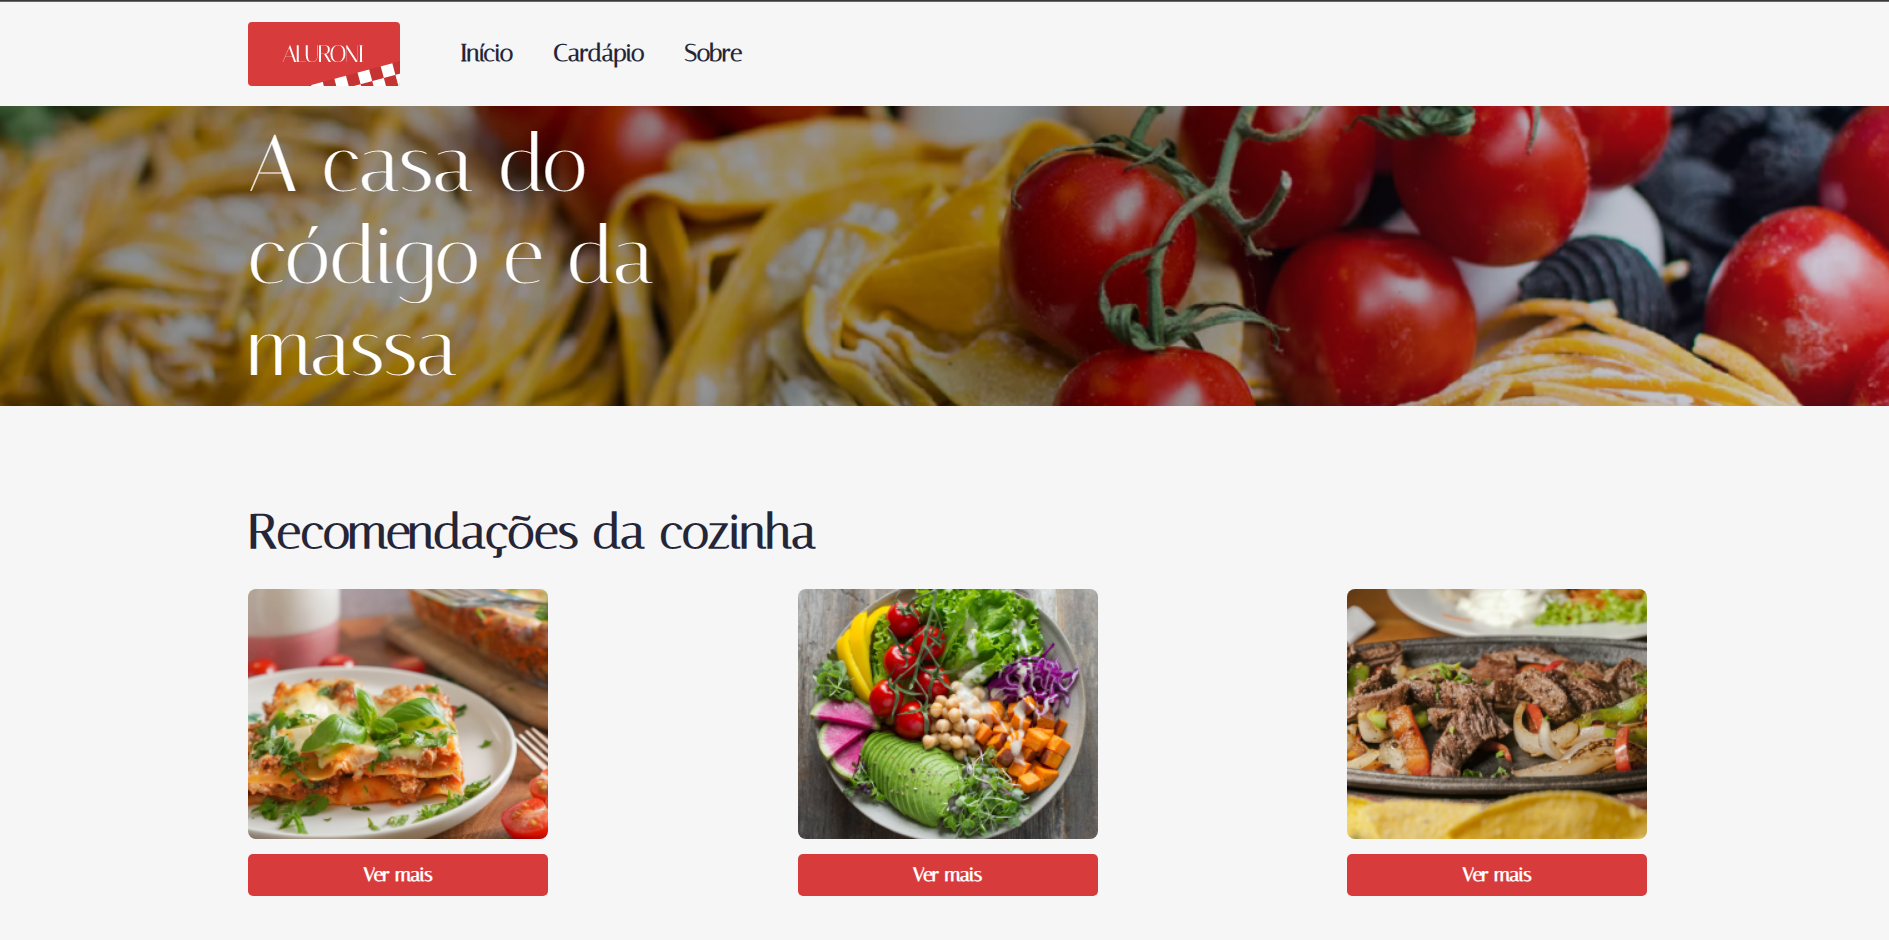 ALURONI
Início Cardápio Sobre
A casa do
código e da
massa
Recomendações da cozinha
Ver mais Ver mais Ver mais